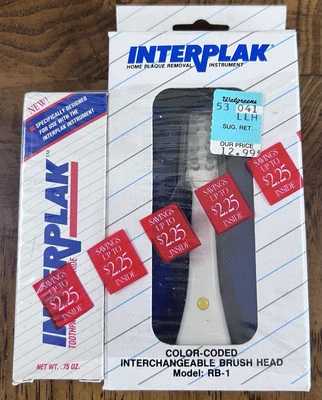 NEW!
SPECIFICALLY DESIGNED
FOR USE WITH THE
INTERPLAK INSTRUMENT
INTERPLAK™
NET WT. .75 OZ.
INTERPLAK®
HOME PLAQUE REMOVAL INSTRUMENT
Walgreens
53 041
LLH
SUG. RET.
OUR PRICE
12.99¢
SAVINGS
UP TO
$2.25
INSIDE
SAVINGS
UP TO
$2.25
INSIDE
SAVINGS
UP TO
$2.25
INSIDE
SAVINGS
UP TO
$2.25
INSIDE
SAVINGS
UP TO
$2.25
INSIDE
COLOR-CODED
INTERCHANGEABLE BRUSH HEAD
Model: RB-1